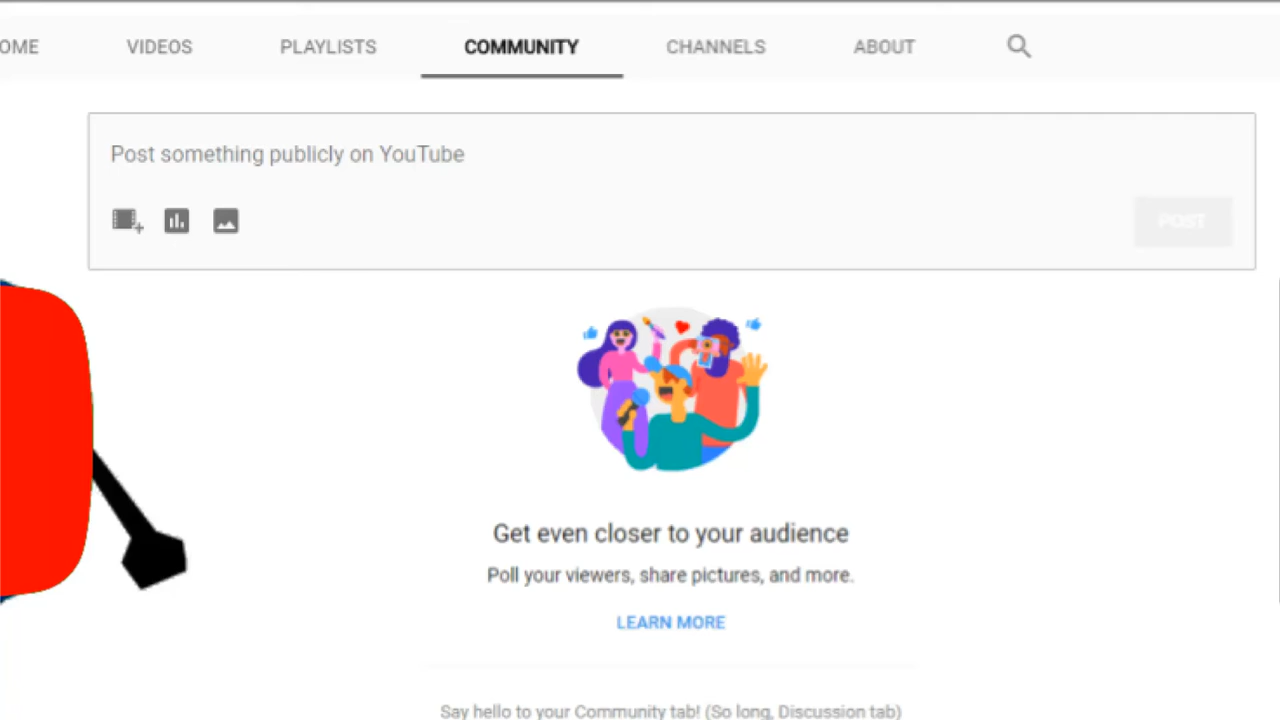 OME VIDEOS PLAYLISTS COMMUNITY CHANNELS ABOUT
Post something publicly on YouTube
POST
Get even closer to your audience
Poll your viewers, share pictures, and more.
LEARN MORE
Say hello to your Community tab! (So long, Discussion tab)